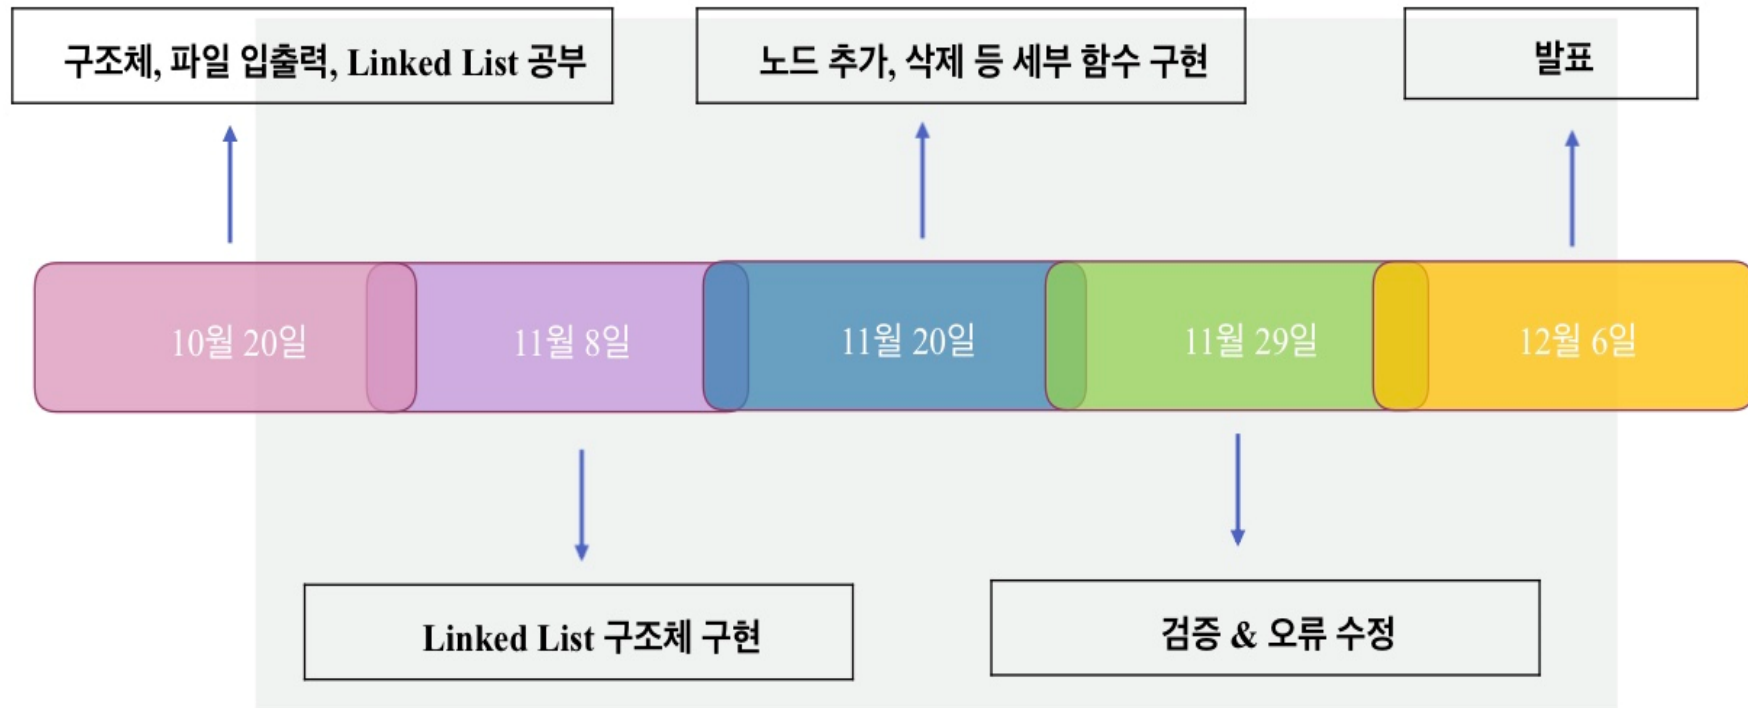 구조체, 파일 입출력, Linked List 공부
노드 추가, 삭제 등 세부 함수 구현
발표
10월 20일
11월 8일
11월 20일
11월 29일
12월 6일
Linked List 구조체 구현
검증 & 오류 수정